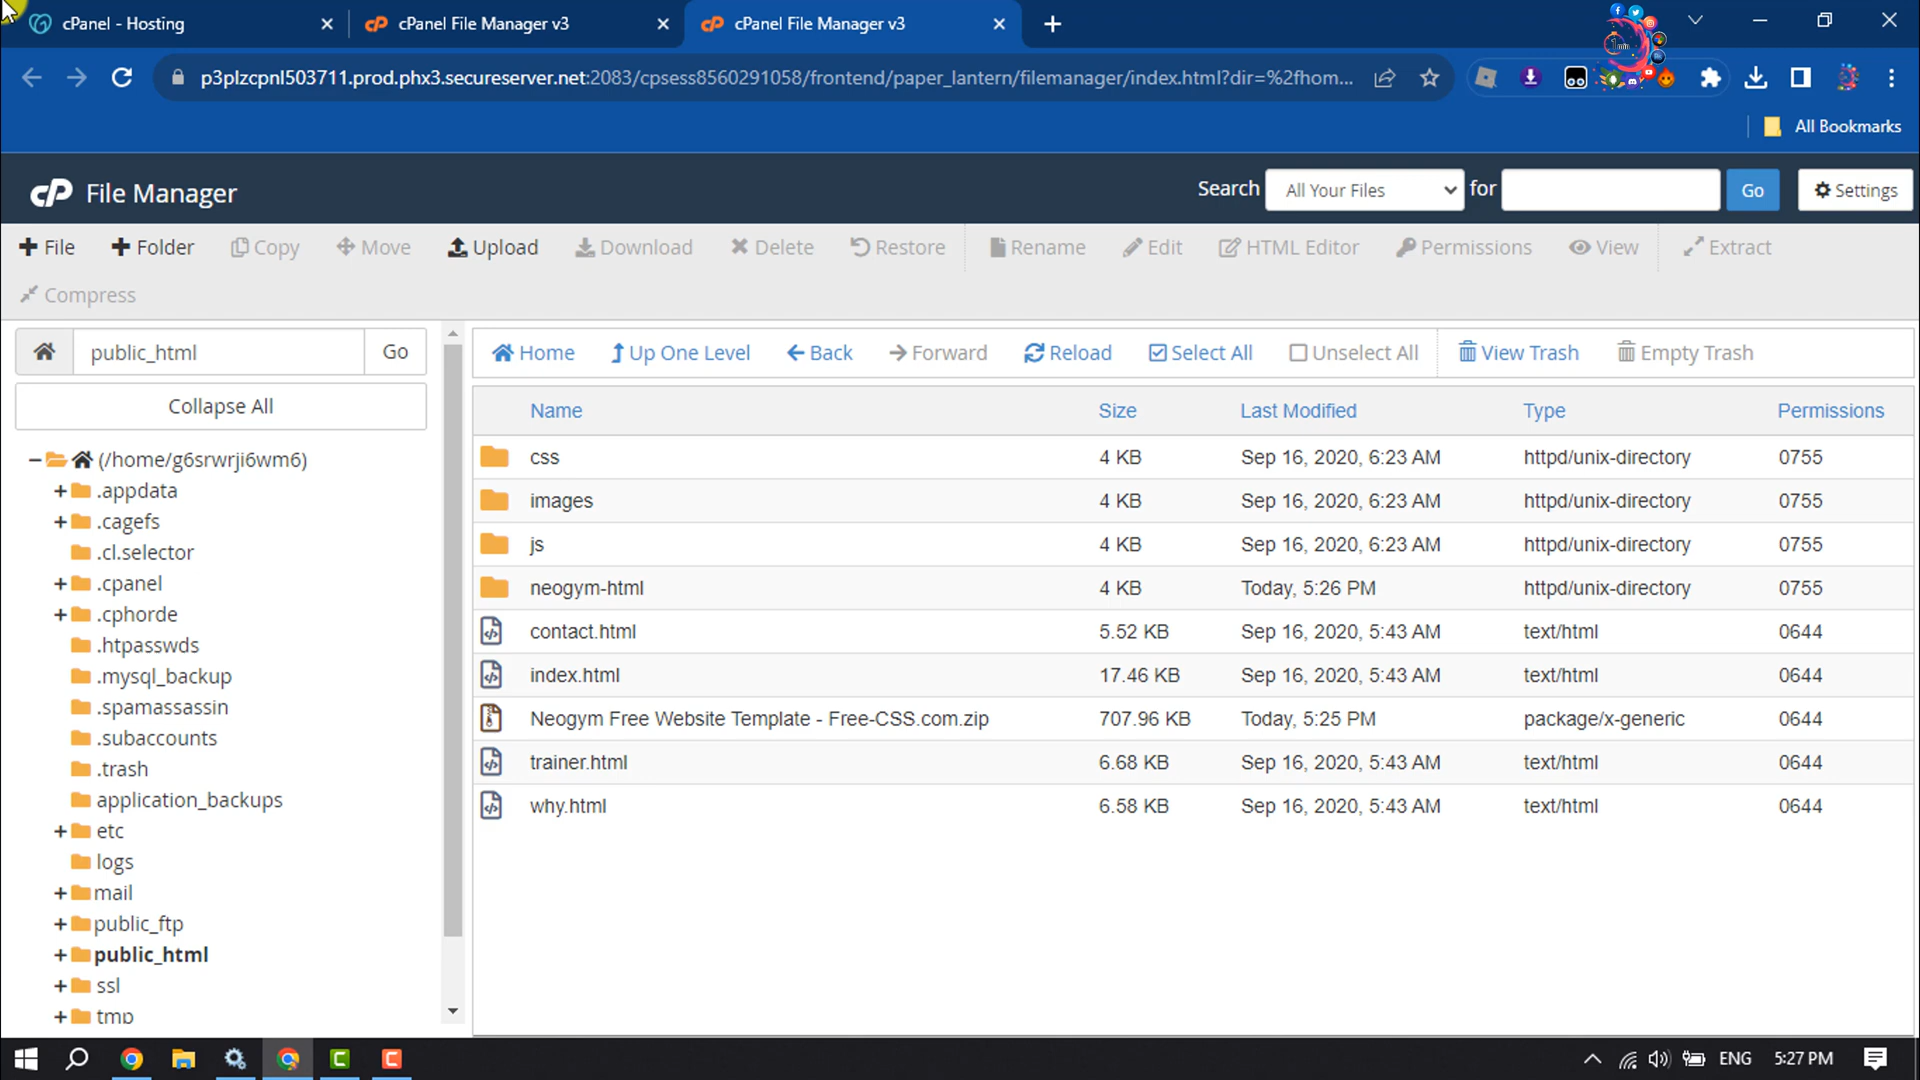 cPanel - Hosting
cPanel File Manager v3
cPanel File Manager v3
p3plzcpnl503711.prod.phx3.secureserver.net:2083/cpsess8560291058/frontend/paper_lantern/filemanager/index.html?dir=%2fhom...
All Bookmarks
cP File Manager
Search All Your Files for Go Settings
File Folder Copy Move Upload Download Delete Restore Rename Edit HTML Editor Permissions View Extract
Compress
public_html Go
Home Up One Level Back Forward Reload Select All Unselect All View Trash Empty Trash
Collapse All
(/home/g6srwrji6wm6)
.appdata
.cagefs
.cl.selector
.cpanel
.cphorde
.htpasswds
.mysql_backup
.spamassassin
.subaccounts
.trash
application_backups
etc
logs
mail
public_ftp
public_html
ssl
tmp
Name Size Last Modified Type Permissions
css 4 KB Sep 16, 2020, 6:23 AM httpd/unix-directory 0755
images 4 KB Sep 16, 2020, 6:23 AM httpd/unix-directory 0755
js 4 KB Sep 16, 2020, 6:23 AM httpd/unix-directory 0755
neogym-html 4 KB Today, 5:26 PM httpd/unix-directory 0755
contact.html 5.52 KB Sep 16, 2020, 5:43 AM text/html 0644
index.html 17.46 KB Sep 16, 2020, 5:43 AM text/html 0644
Neogym Free Website Template - Free-CSS.com.zip 707.96 KB Today, 5:25 PM package/x-generic 0644
trainer.html 6.68 KB Sep 16, 2020, 5:43 AM text/html 0644
why.html 6.58 KB Sep 16, 2020, 5:43 AM text/html 0644
ENG 5:27 PM